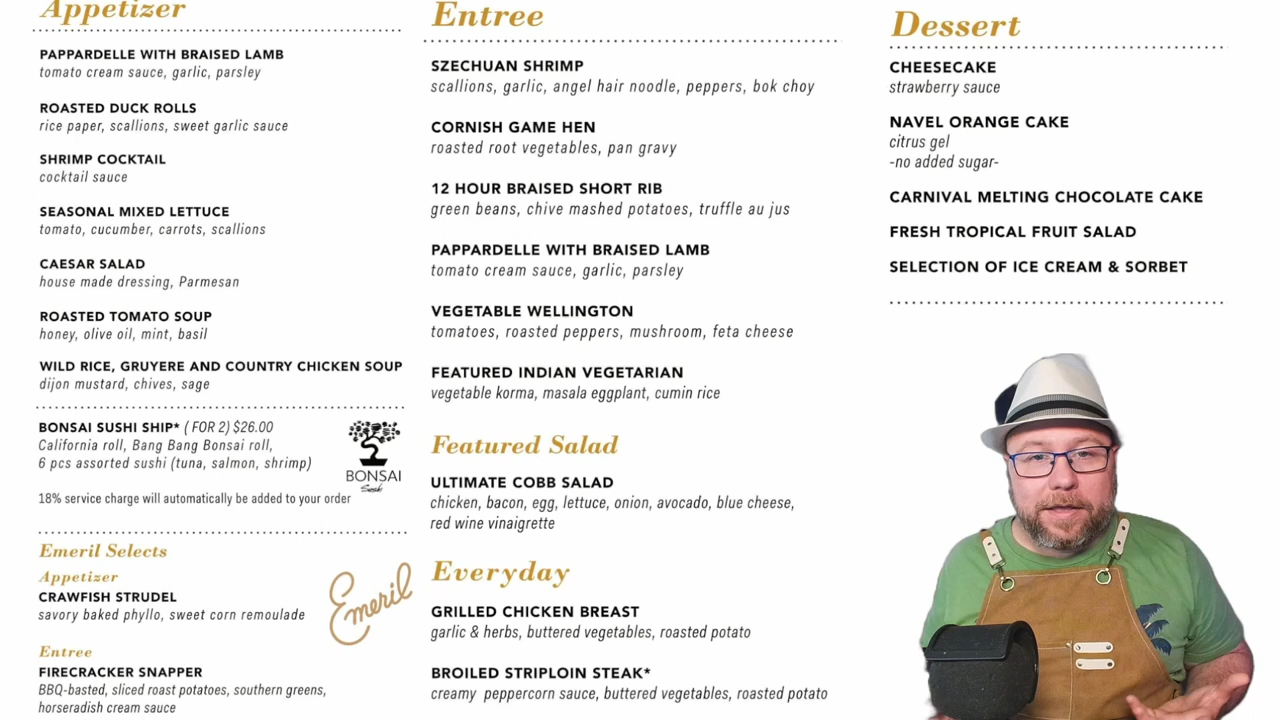 Appetizer
PAPPARDELLE WITH BRAISED LAMB
tomato cream sauce, garlic, parsley
ROASTED DUCK ROLLS
rice paper, scallions, sweet garlic sauce
SHRIMP COCKTAIL
cocktail sauce
SEASONAL MIXED LETTUCE
tomato, cucumber, carrots, scallions
CAESAR SALAD
house made dressing, Parmesan
ROASTED TOMATO SOUP
honey, olive oil, mint, basil
WILD RICE, GRUYERE AND COUNTRY CHICKEN SOUP
dijon mustard, chives, sage
BONSAI SUSHI SHIP* ( FOR 2) $26.00
California roll, Bang Bang Bonsai roll,
6 pcs assorted sushi (tuna, salmon, shrimp)
BONSAI
Sushi
18% service charge will automatically be added to your order
Emeril Selects
Appetizer
CRAWFISH STRUDEL
savory baked phyllo, sweet corn remoulade
Emeril
Entree
FIRECRACKER SNAPPER
BBQ-basted, sliced roast potatoes, southern greens,
horseradish cream sauce
Entree
SZECHUAN SHRIMP
scallions, garlic, angel hair noodle, peppers, bok choy
CORNISH GAME HEN
roasted root vegetables, pan gravy
12 HOUR BRAISED SHORT RIB
green beans, chive mashed potatoes, truffle au jus
PAPPARDELLE WITH BRAISED LAMB
tomato cream sauce, garlic, parsley
VEGETABLE WELLINGTON
tomatoes, roasted peppers, mushroom, feta cheese
FEATURED INDIAN VEGETARIAN
vegetable korma, masala eggplant, cumin rice
Featured Salad
ULTIMATE COBB SALAD
chicken, bacon, egg, lettuce, onion, avocado, blue cheese,
red wine vinaigrette
Everyday
GRILLED CHICKEN BREAST
garlic & herbs, buttered vegetables, roasted potato
BROILED STRIPLOIN STEAK*
creamy peppercorn sauce, buttered vegetables, roasted potato
Dessert
CHEESECAKE
strawberry sauce
NAVEL ORANGE CAKE
citrus gel
-no added sugar-
CARNIVAL MELTING CHOCOLATE CAKE
FRESH TROPICAL FRUIT SALAD
SELECTION OF ICE CREAM & SORBET